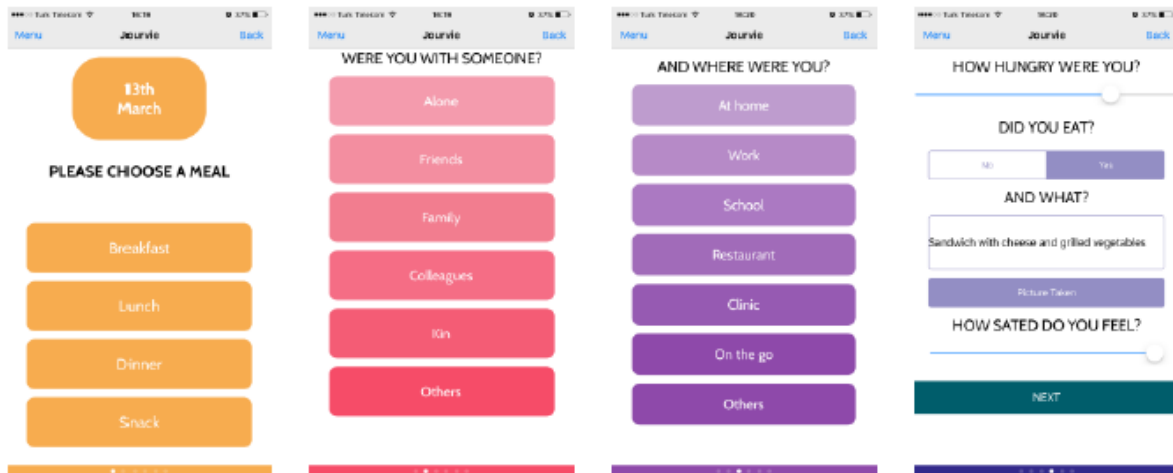 Menu
Jourvie
Back
13th
March
PLEASE CHOOSE A MEAL
Breakfast
Lunch
Dinner
Snack
Menu
Jourvie
Back
WERE YOU WITH SOMEONE?
Alone
Friends
Family
Colleagues
Kin
Others
Menu
Jourvie
Back
AND WHERE WERE YOU?
At home
Work
School
Restaurant
Clinic
On the go
Others
Menu
Jourvie
Back
HOW HUNGRY WERE YOU?
DID YOU EAT?
No
Yes
AND WHAT?
Sandwich with cheese and grilled vegetables
Picture Taken
HOW SATED DO YOU FEEL?
NEXT